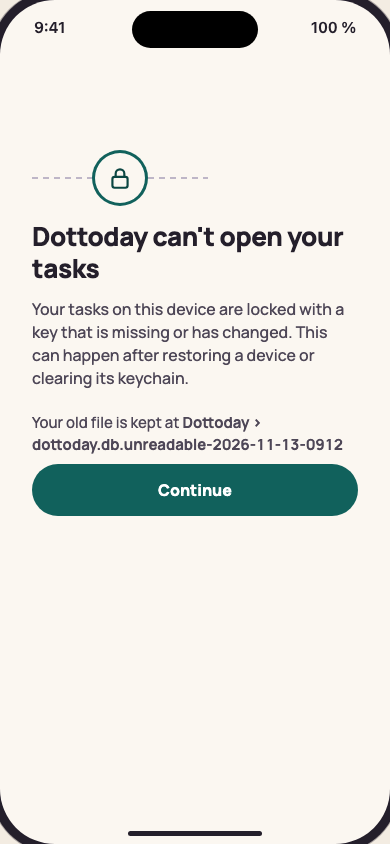 9:41
100 %
Dottoday can't open your
tasks
Your tasks on this device are locked with a
key that is missing or has changed. This
can happen after restoring a device or
clearing its keychain.
Your old file is kept at Dottoday ›
dottoday.db.unreadable-2026-11-13-0912
Continue